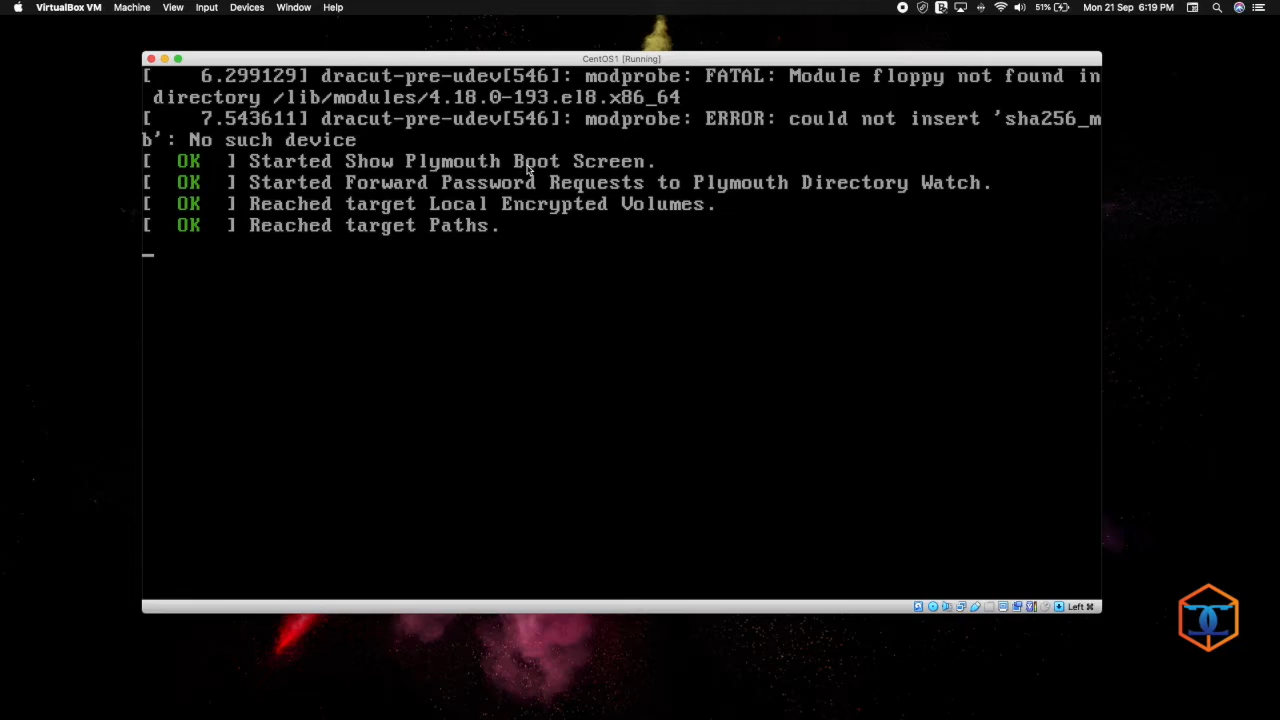 VirtualBox VM Machine View Input Devices Window Help 51% Mon 21 Sep 6:19 PM
CentOS1 [Running]
[    6.299129] dracut-pre-udev[546]: modprobe: FATAL: Module floppy not found in
 directory /lib/modules/4.18.0-193.el8.x86_64
[    7.543611] dracut-pre-udev[546]: modprobe: ERROR: could not insert 'sha256_m
b': No such device
[  OK  ] Started Show Plymouth Boot Screen.
[  OK  ] Started Forward Password Requests to Plymouth Directory Watch.
[  OK  ] Reached target Local Encrypted Volumes.
[  OK  ] Reached target Paths.
Left ⌘